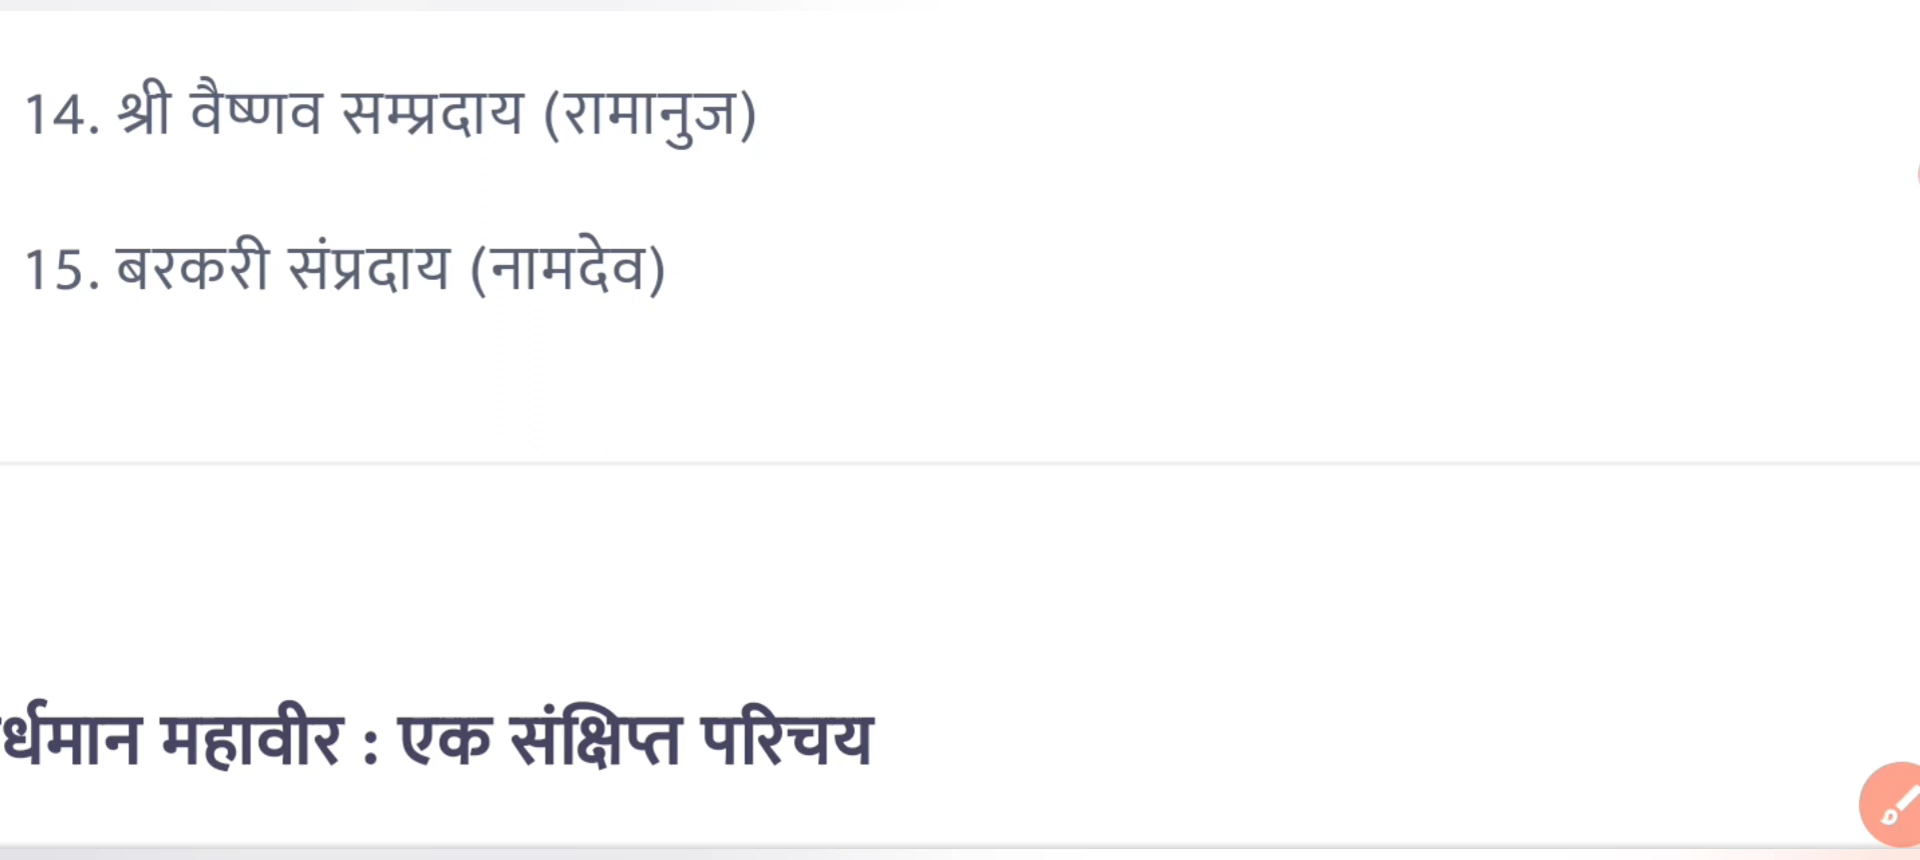 14. श्री वैष्णव सम्प्रदाय (रामानुज)
15. बरकरी संप्रदाय (नामदेव)
र्धमान महावीर : एक संक्षिप्त परिचय